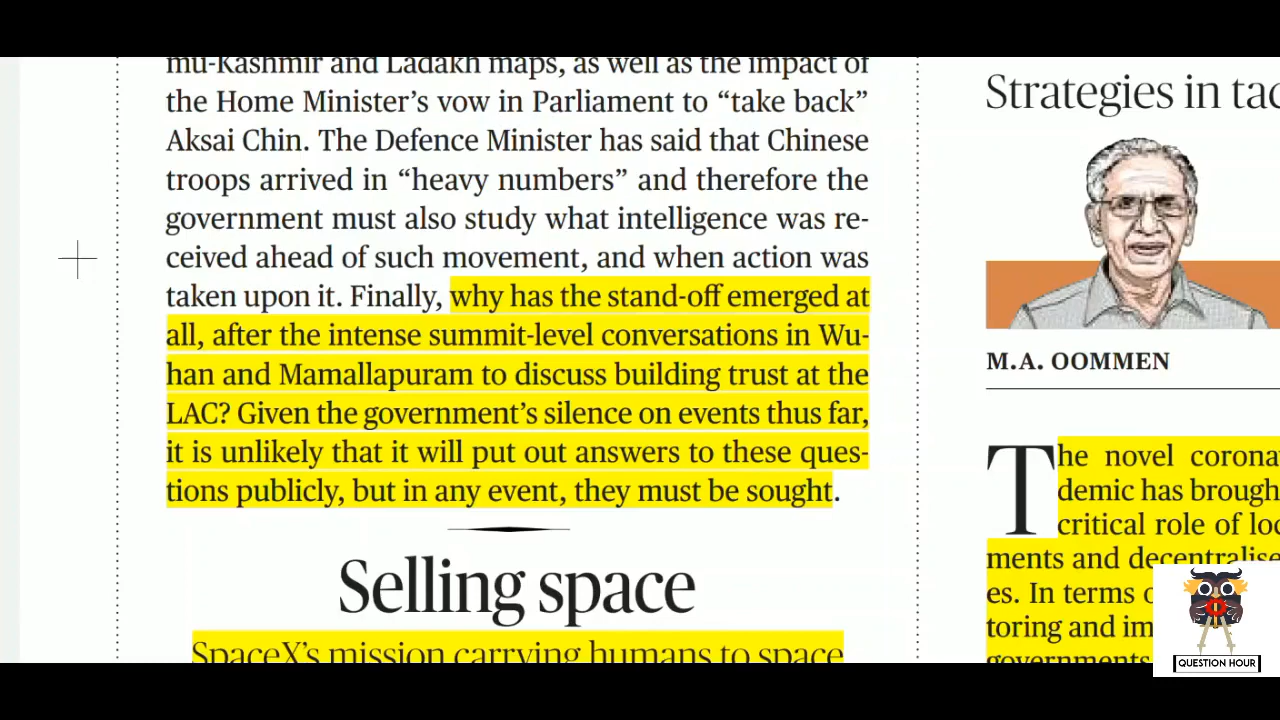 mu-Kashmir and Ladakh maps, as well as the impact of
the Home Minister’s vow in Parliament to “take back”
Aksai Chin. The Defence Minister has said that Chinese
troops arrived in “heavy numbers” and therefore the
government must also study what intelligence was re-
ceived ahead of such movement, and when action was
taken upon it. Finally, why has the stand-off emerged at
all, after the intense summit-level conversations in Wu-
han and Mamallapuram to discuss building trust at the
LAC? Given the government’s silence on events thus far,
it is unlikely that it will put out answers to these ques-
tions publicly, but in any event, they must be sought.
Selling space
SpaceX’s mission carrying humans to space
Strategies in tac
M.A. OOMMEN
The novel corona
demic has brough
critical role of loc
ments and decentralise
es. In terms o
toring and im
governments
QUESTION HOUR